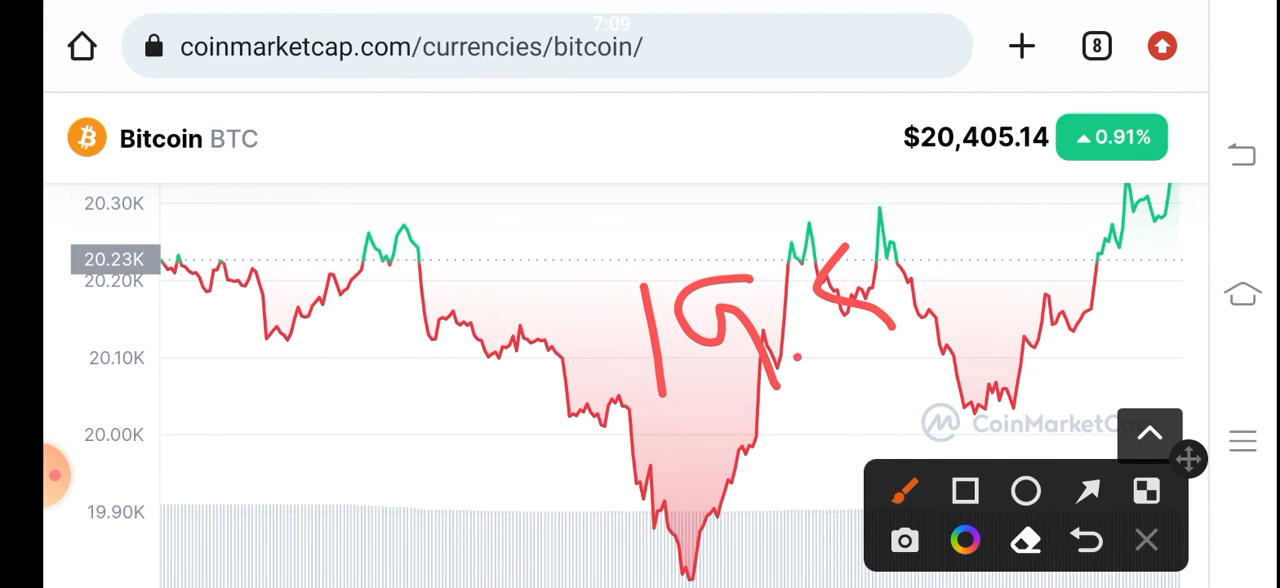 7:09
coinmarketcap.com/currencies/bitcoin/
8
Bitcoin BTC
$20,405.14
0.91%
20.30K
20.23K
20.20K
20.10K
20.00K
19.90K
CoinMarketC